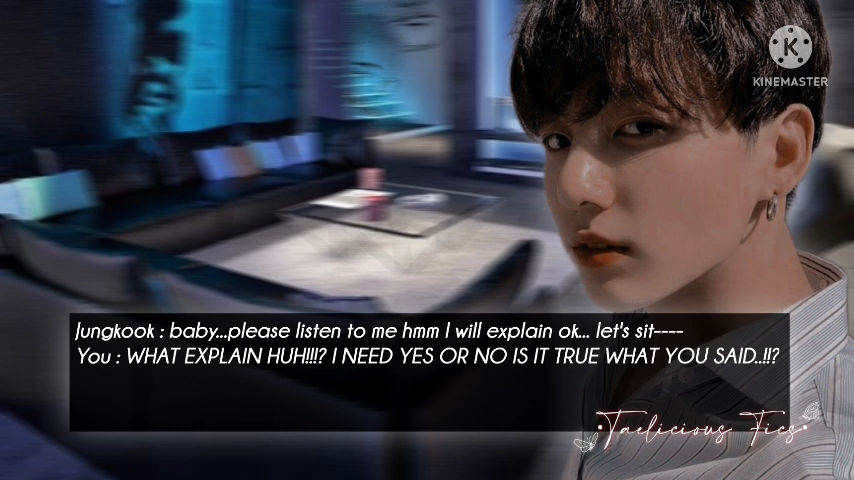 KINEMASTER
Jungkook : baby...please listen to me hmm I will explain ok... let's sit----
You : WHAT EXPLAIN HUH!!!? I NEED YES OR NO IS IT TRUE WHAT YOU SAID..!!?
•Taelicious Fics•